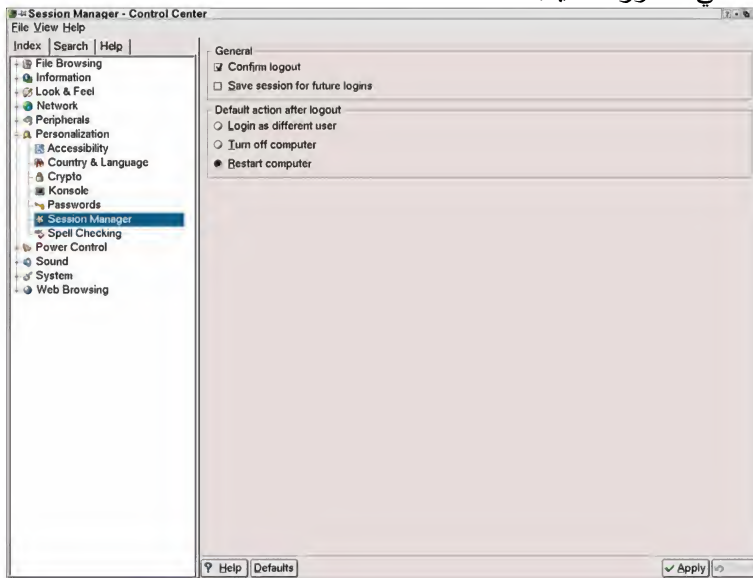 Session Manager - Control Center
File View Help
Index
Search
Help
File Browsing
Information
Look & Feel
Network
Peripherals
Personalization
Accessibility
Country & Language
Crypto
Konsole
Passwords
Session Manager
Spell Checking
Power Control
Sound
System
Web Browsing
General
Confirm logout
Save session for future logins
Default action after logout
Login as different user
Turn off computer
Restart computer
Help
Defaults
Apply